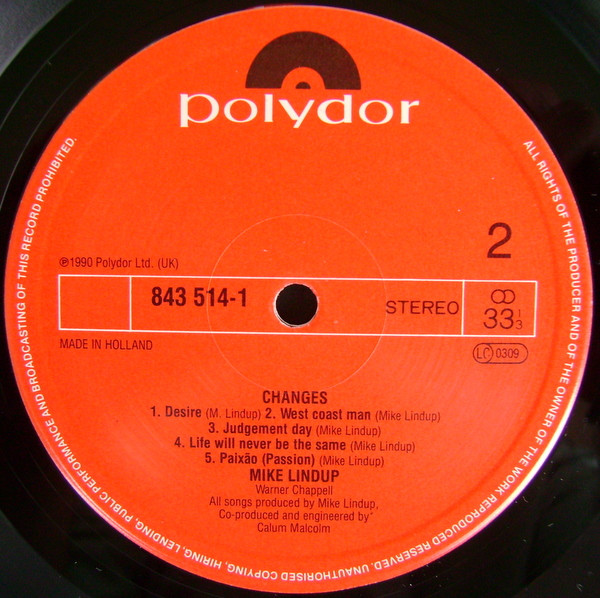 polydor
ALL RIGHTS OF THE PRODUCER AND OF THE OWNER OF THE WORK REPRODUCED RESERVED. UNAUTHORISED COPYING, HIRING, LENDING, PUBLIC PERFORMANCE AND BROADCASTING OF THIS RECORD PROHIBITED.
2
℗1990 Polydor Ltd. (UK)
843 514-1
STEREO
33 1/3
MADE IN HOLLAND
LC 0309
CHANGES
1. Desire (M. Lindup) 2. West coast man (Mike Lindup)
3. Judgement day (Mike Lindup)
4. Life will never be the same (Mike Lindup)
5. Paixão (Passion) (Mike Lindup)
MIKE LINDUP
Warner Chappell
All songs produced by Mike Lindup,
Co-produced and engineered by
Calum Malcolm